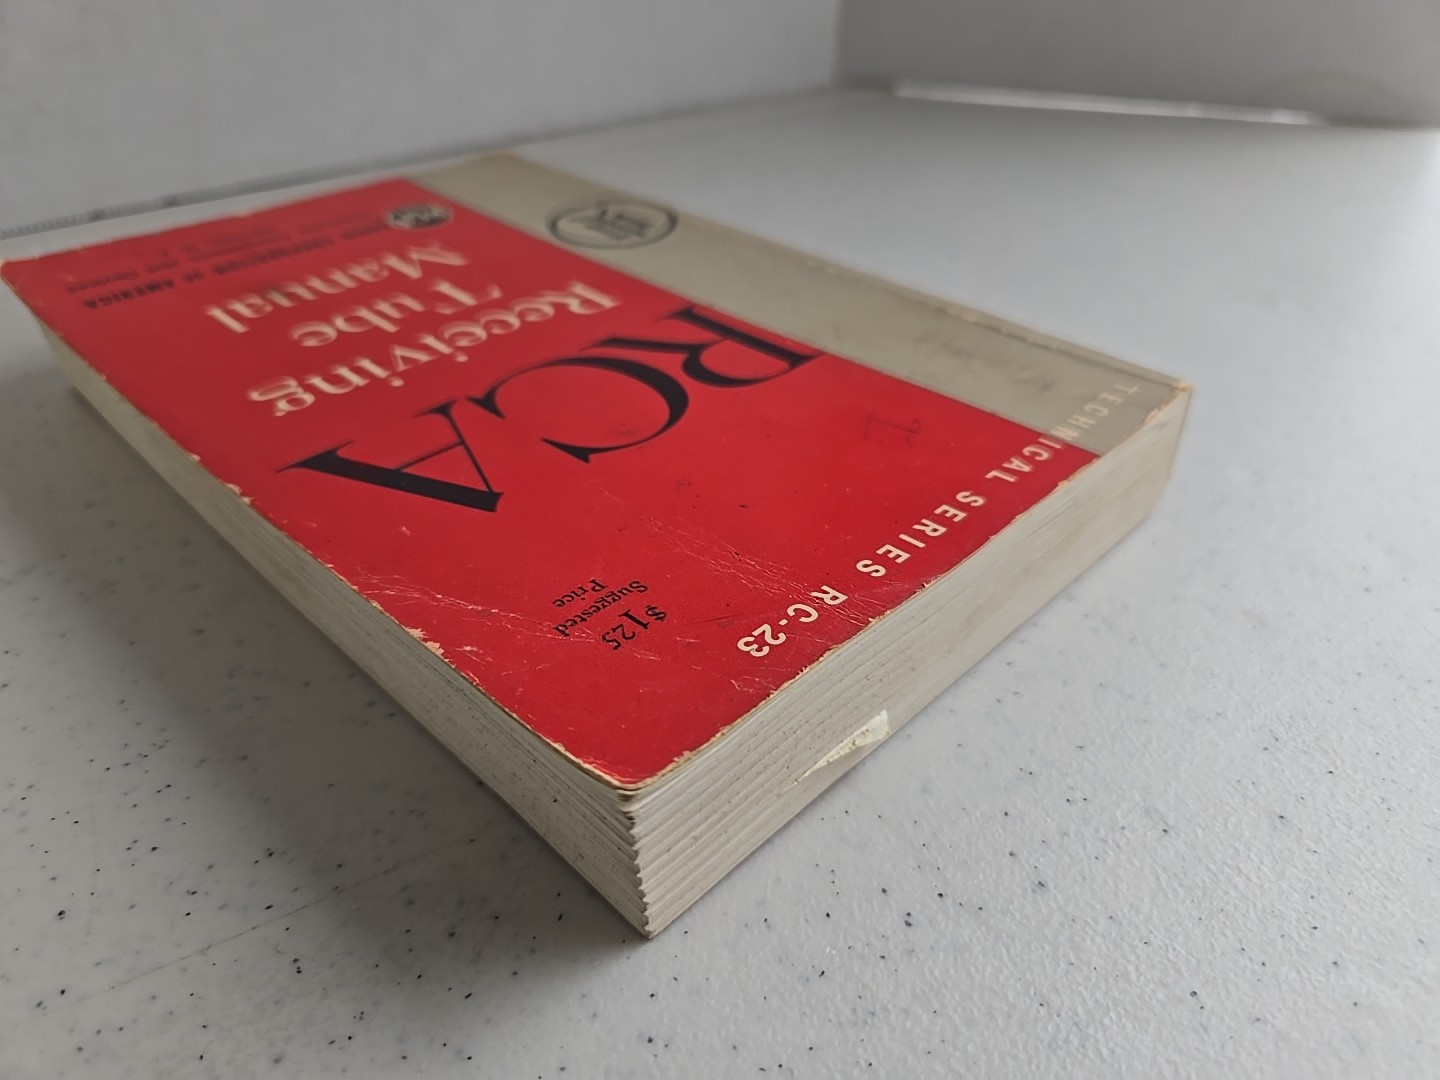 TECHNICAL SERIES RC-23
$1.25
Suggested
Price
RCA
Receiving
Tube
Manual
RADIO CORPORATION OF AMERICA